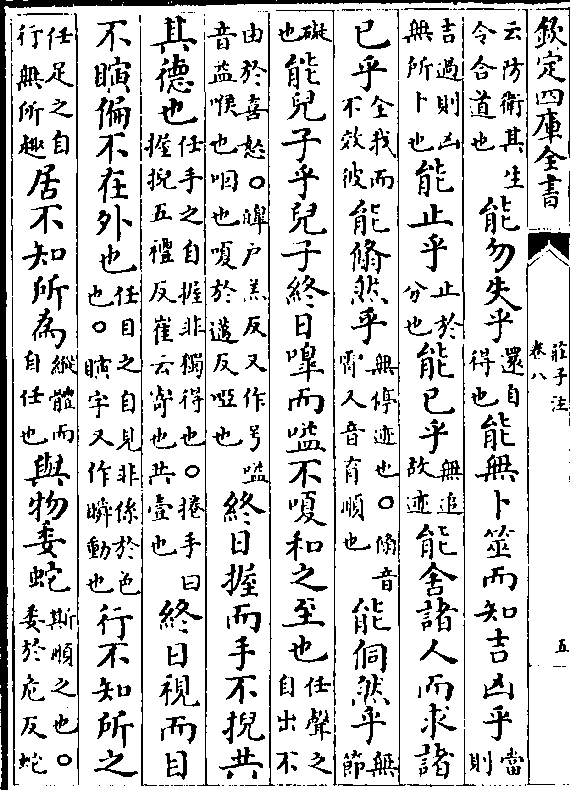 欽定四庫全書 莊子注 卷八 五
云防衛其生令合道也能勿失乎還自得也能無卜筮而知吉凶乎當則
吉過則凶無所卜也能止乎止於分也能已乎無追故迹能舍諸人而求諸
已乎全我而不效彼能翛然乎無停迹也○翛音霄人音育順也能侗然乎無節
礙也能兒子乎兒子終日嘷而嗌不嗄和之至也任聲之自出不
由於喜怒○嘷户羔反又作号嗌音益喉也咽也嗄於邁反啞也終日握而手不掜共
其德也任手之自握非獨得也○捲手曰握掜五禮反崔云寄也共壹也終日視而目
不瞚偏不在外也任目之自見非係於色也○瞚字又作瞬動也行不知所之
任足之自行無所趣居不知所為縱體而自任也與物委蛇斯順之也○委於危反蛇